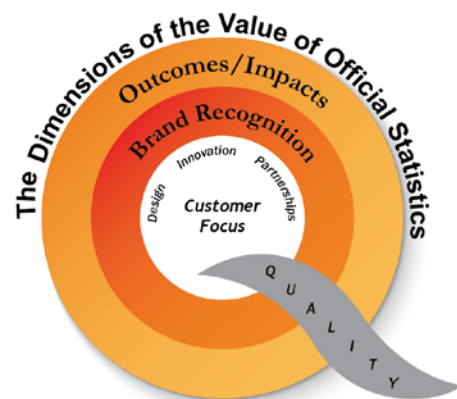 The Dimensions of the Value of Official Statistics
Outcomes/Impacts
Brand Recognition
Design
Innovation
Partnerships
Customer
Focus
QUALITY